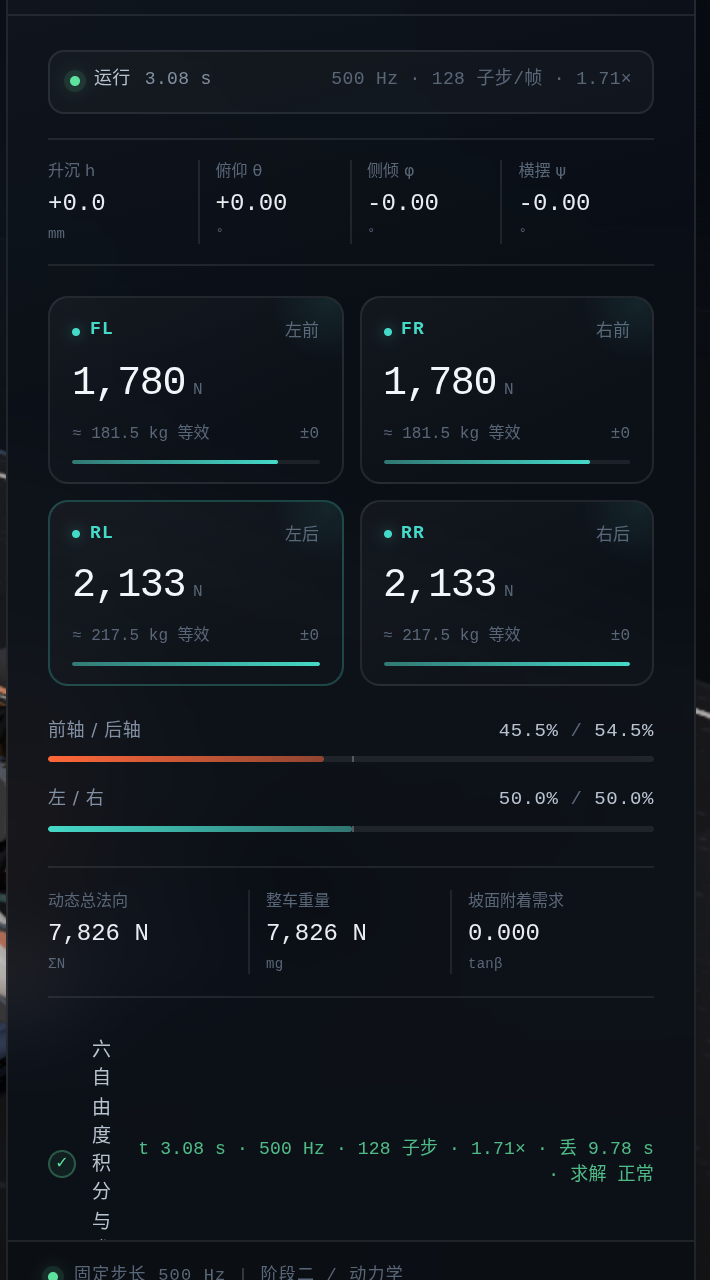 运行 3.08 s 500 Hz · 128 子步/帧 · 1.71×
升沉 h 俯仰 θ 侧倾 φ 横摆 ψ
+0.0 +0.00 -0.00 -0.00
mm ° ° °
FL 左前
1,780 N
≈ 181.5 kg 等效 ±0
FR 右前
1,780 N
≈ 181.5 kg 等效 ±0
RL 左后
2,133 N
≈ 217.5 kg 等效 ±0
RR 右后
2,133 N
≈ 217.5 kg 等效 ±0
前轴 / 后轴 45.5% / 54.5%
左 / 右 50.0% / 50.0%
动态总法向 整车重量 坡面附着需求
7,826 N 7,826 N 0.000
ΣN mg tanβ
六
自
由
度
积
分
与
t 3.08 s · 500 Hz · 128 子步 · 1.71× · 丢 9.78 s
· 求解 正常
固定步长 500 Hz | 阶段二 / 动力学